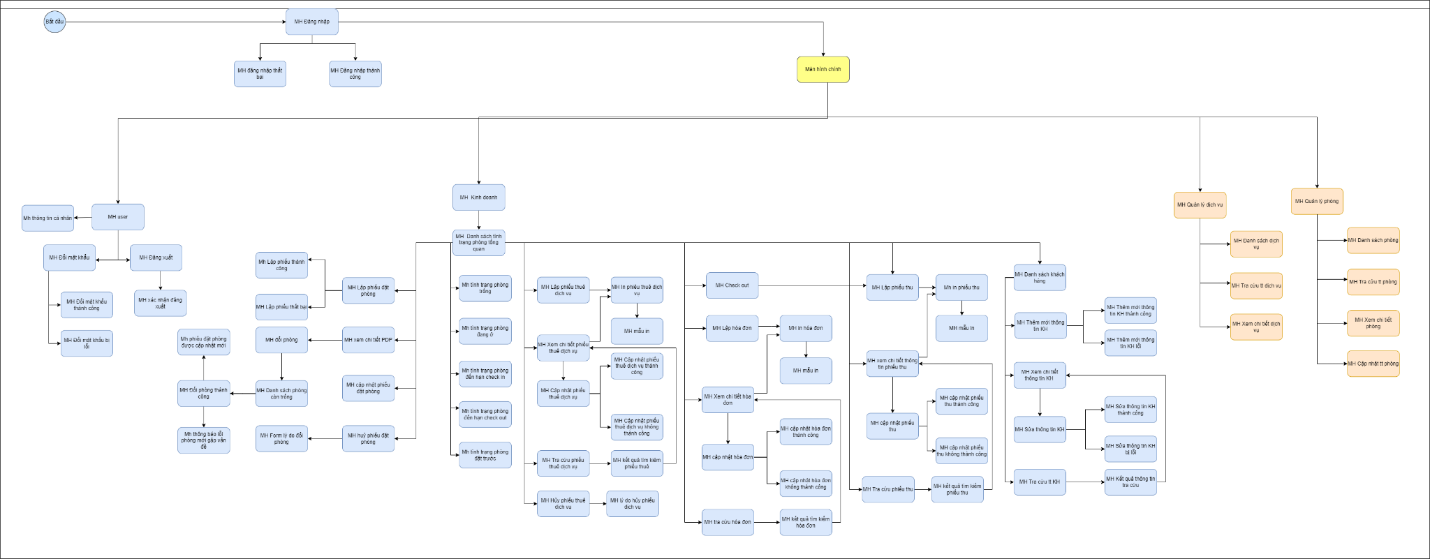 Bắt đầu
MH Đăng nhập
MH đăng nhập thất
bại
MH Đăng nhập thành
công
Màn hình chính
MH user
Mh thông tin cá nhân
MH Đổi mật khẩu
MH Đăng xuất
MH Đổi mật khẩu
thành công
MH xác nhận đăng
xuất
MH Đổi mật khẩu bị
lỗi
MH Kinh doanh
MH Danh sách tình
trạng phòng tổng
quan
MH Lập phiếu thành
công
MH Lập phiếu thất bại
MH Lập phiếu đặt
phòng
Mh phiếu đặt phòng
được cập nhật mới
MH đổi phòng
MH xem chi tiết PDP
MH Đổi phòng thành
công
MH Danh sách phòng
còn trống
MH cập nhật phiếu
đặt phòng
Mh thông báo lỗi
phòng mới gặp vấn
đề
MH Form lý do đổi
phòng
MH huỷ phiếu đặt
phòng
Mh tình trạng phòng
trống
MH tình trạng phòng
đang ở
MH tình trạng phòng
đến hạn check in
MH tình trạng phòng
đến hạn check out
MH tình trạng phòng
đặt trước
MH Lập phiếu thuê
dịch vụ
MH In phiếu thuê dịch
vụ
MH mẫu in
MH Xem chi tiết phiếu
thuê dịch vụ
MH Cập nhật phiếu
thuê dịch vụ
MH Cập nhật phiếu
thuê dịch vụ thành
công
MH Cập nhật phiếu
thuê dịch vụ không
thành công
MH Tra cứu phiếu
thuê dịch vụ
MH kết quả tìm kiếm
phiếu thuê
MH Hủy phiếu thuê
dịch vụ
MH lý do hủy phiếu
dịch vụ
MH Check out
MH Lập hóa đơn
MH in hóa đơn
MH mẫu in
MH Xem chi tiết hóa
đơn
MH cập nhật hóa đơn
MH cập nhật hóa đơn
thành công
MH cập nhật hóa đơn
không thành công
MH tra cứu hóa đơn
MH kết quả tìm kiếm
hóa đơn
MH Lập phiếu thu
MH in phiếu thu
MH mẫu in
MH xem chi tiết thông
tin phiếu thu
MH cập nhật phiếu
thu
MH cập nhật phiếu
thu thành công
MH cập nhật phiếu
thu không thành công
MH Tra cứu phiếu thu
MH kết quả tìm kiếm
phiếu thu
MH Danh sách khách
hàng
MH Thêm mới thông
tin KH
MH Thêm mới thông
tin KH thành công
MH Thêm mới thông
tin KH lỗi
MH Xem chi tiết
thông tin KH
MH Sửa thông tin KH
MH Sửa thông tin KH
thành công
MH Sửa thông tin KH
bị lỗi
MH Tra cứu tt KH
MH Kết quả thông tin
tra cứu
MH Quản lý dịch vụ
MH Danh sách dịch
vụ
MH Tra cứu tt dịch vụ
MH Xem chi tiết dịch
vụ
MH Quản lý phòng
MH Danh sách phòng
MH Tra cứu tt phòng
MH Xem chi tiết
phòng
MH Cập nhật tt phòng